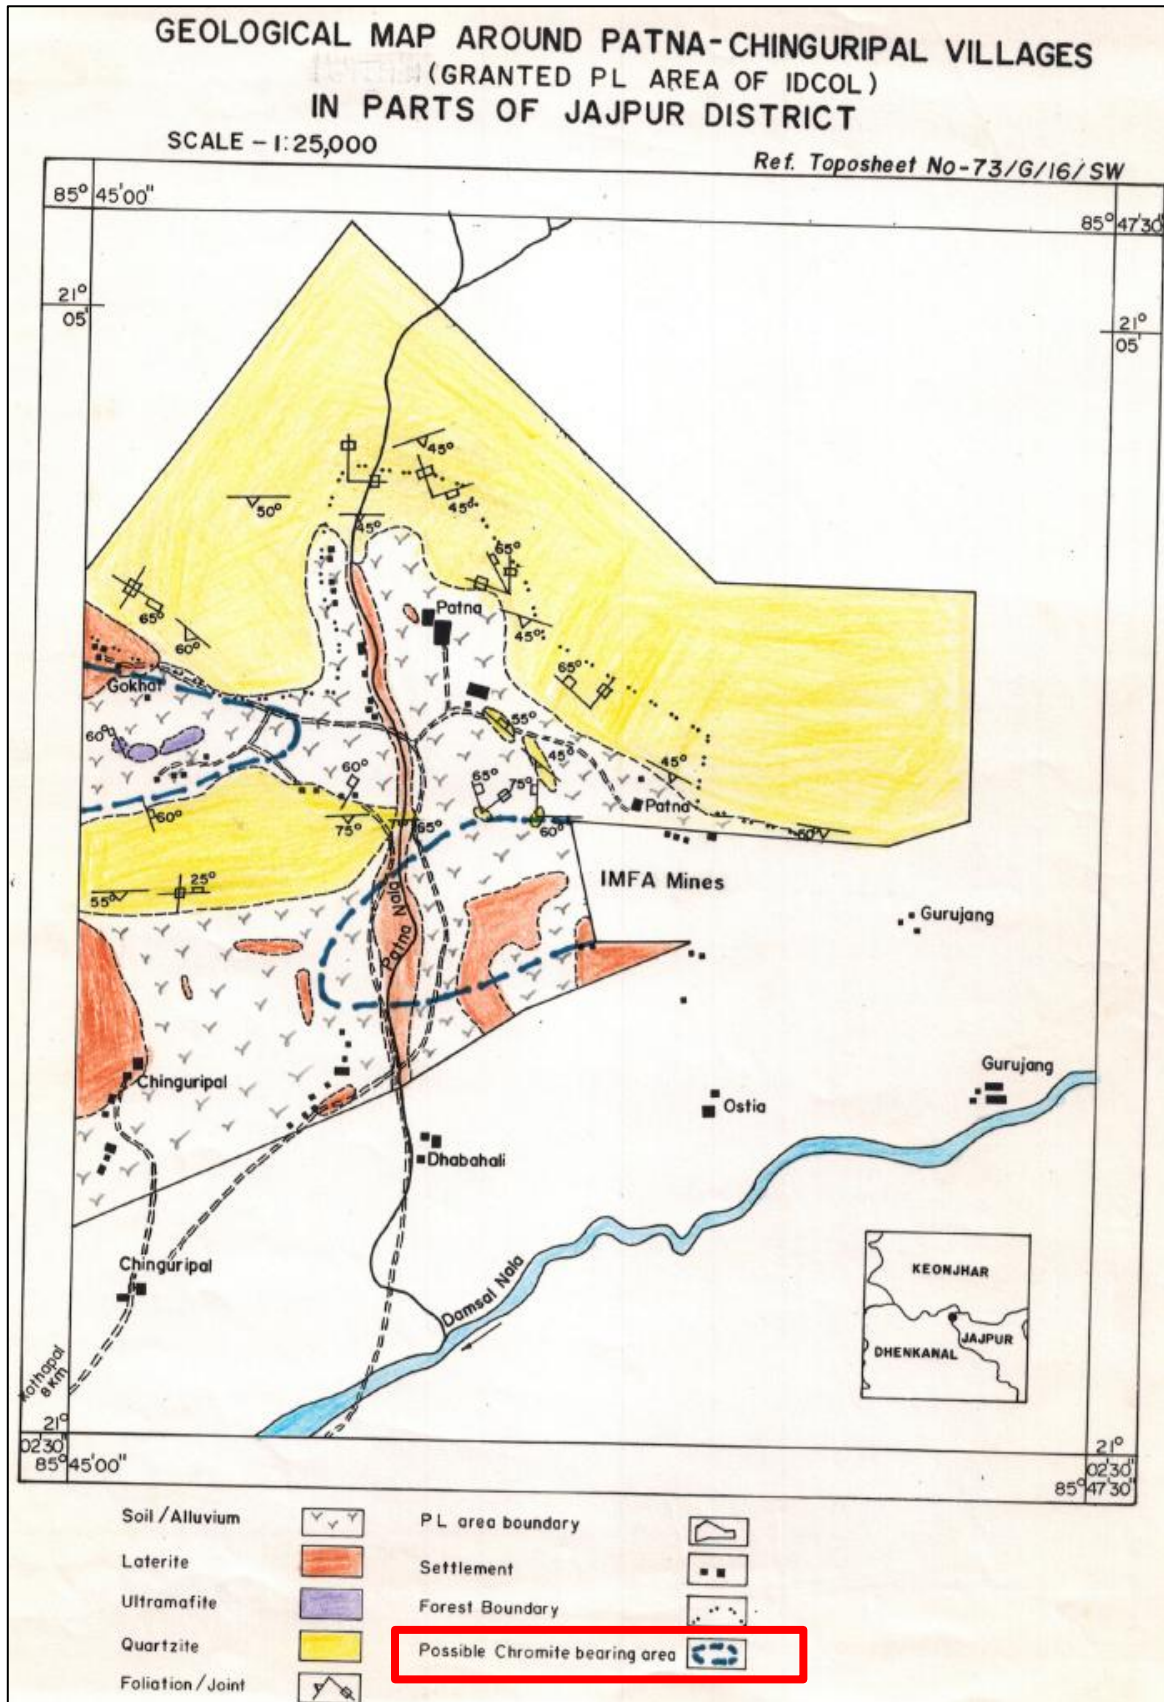 GEOLOGICAL MAP AROUND PATNA-CHINGURIPAL VILLAGES
(GRANTED PL AREA OF IDCOL)
IN PARTS OF JAJPUR DISTRICT
SCALE - 1:25,000
Ref. Toposheet No-73/G/16/SW
85° 45'00"
85° 47'30"
21°
05'
21°
05'
45°
50°
45°
45°
65°
Patna
65°
60°
45°
65°
Gokhat
55°
60°
45°
45°
60°
65°
75°
Patna
60°
75°
65°
60°
60°
IMFA Mines
25°
55°
Patna Nala
Gurujang
Chinguripal
Gurujang
Ostia
Dhabahali
Chinguripal
Damsal Nala
KEONJHAR
JAJPUR
DHENKANAL
Kothapal
8Km
21°
02'30"
85° 45'00"
21°
02'30"
85° 47'30"
Soil /Alluvium
PL area boundary
Laterite
Settlement
Ultramafite
Forest Boundary
Quartzite
Possible Chromite bearing area
Foliation /Joint